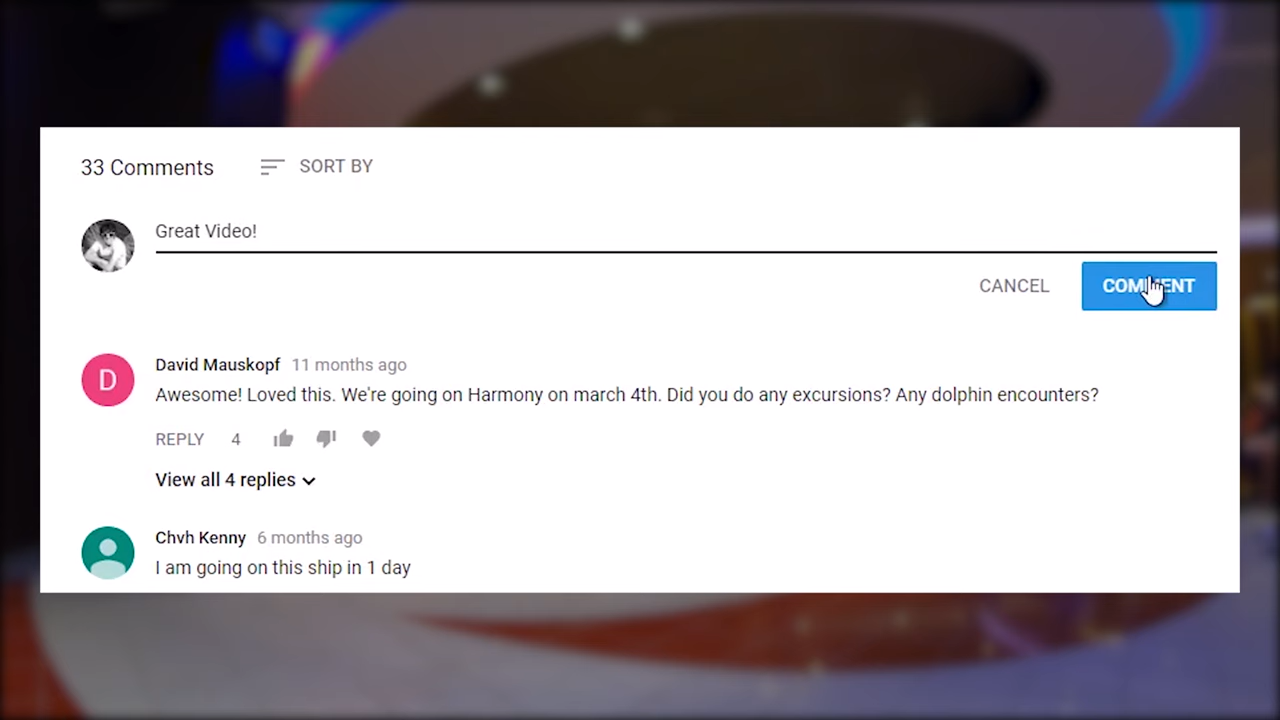 33 Comments SORT BY
Great Video!
CANCEL COMMENT
David Mauskopf 11 months ago
Awesome! Loved this. We're going on Harmony on march 4th. Did you do any excursions? Any dolphin encounters?
REPLY 4
View all 4 replies
Chvh Kenny 6 months ago
I am going on this ship in 1 day
D